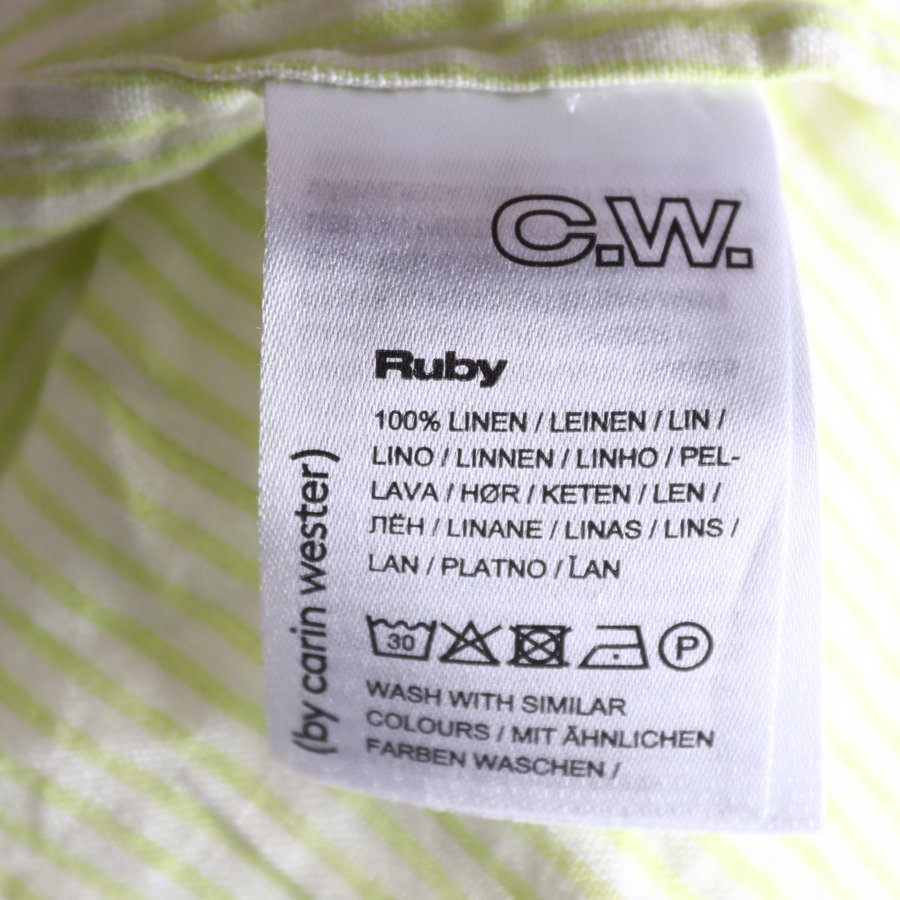 C.W.
Ruby
100% LINEN / LEINEN / LIN /
LINO / LINNEN / LINHO / PEL-
LAVA / HØR / KETEN / LEN /
ЛЁН / LINANE / LINAS / LINS /
LAN / PLATNO / ĽAN
30
P
WASH WITH SIMILAR
COLOURS / MIT ÄHNLICHEN
FARBEN WASCHEN /
(by carin wester)